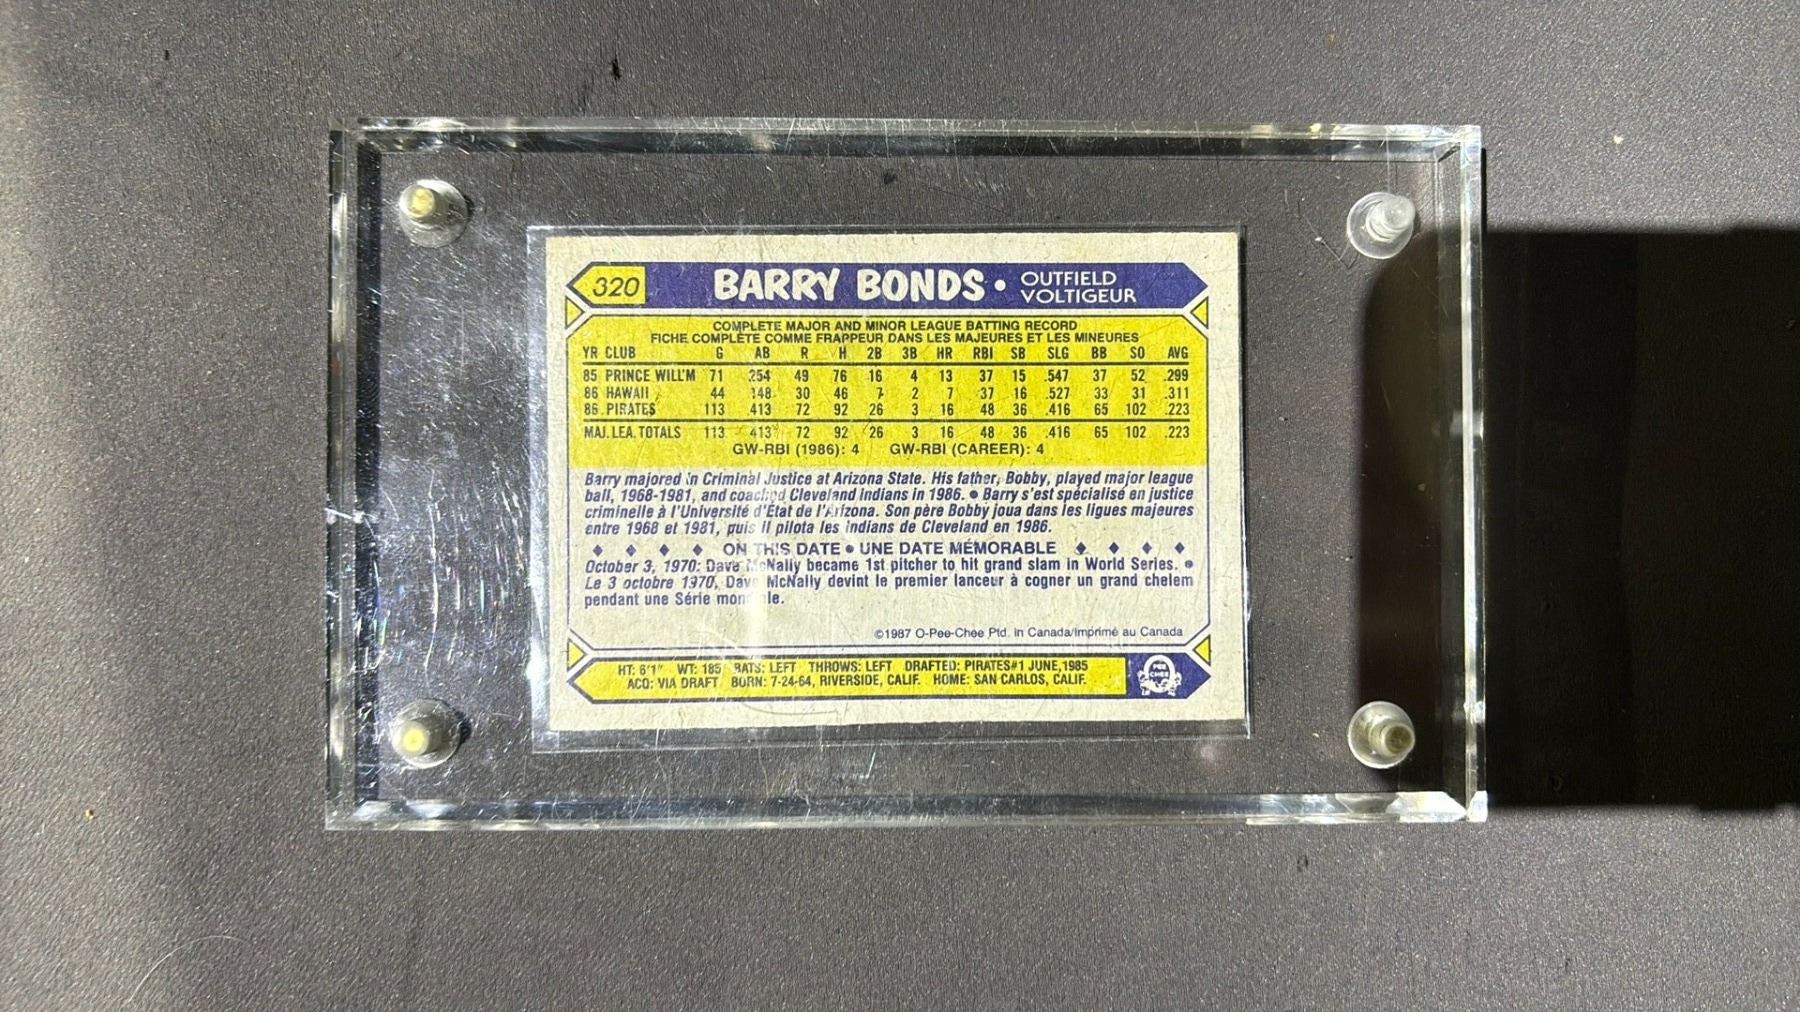 320 BARRY BONDS • OUTFIELD
VOLTIGEUR
COMPLETE MAJOR AND MINOR LEAGUE BATTING RECORD
FICHE COMPLÈTE COMME FRAPPEUR DANS LES MAJEURES ET LES MINEURES
YR CLUB G AB R H 2B 3B HR RBI SB SLG BB SO AVG
85 PRINCE WILL'M 71 254 49 76 16 4 13 37 15 .547 37 52 .299
86 HAWAII 44 148 30 46 7 2 7 37 16 .527 33 31 .311
86 PIRATES 113 413 72 92 26 3 16 48 36 .416 65 102 .223
MAJ. LEA. TOTALS 113 413 72 92 26 3 16 48 36 .416 65 102 .223
GW-RBI (1986): 4 GW-RBI (CAREER): 4
Barry majored in Criminal Justice at Arizona State. His father, Bobby, played major league
ball, 1968-1981, and coached Cleveland Indians in 1986. • Barry s'est spécialisé en justice
criminelle à l'Université d'État de l'Arizona. Son père Bobby joua dans les ligues majeures
entre 1968 et 1981, puis il pilota les Indians de Cleveland en 1986.
♦ ♦ ♦ ♦ ON THIS DATE • UNE DATE MÉMORABLE ♦ ♦ ♦ ♦
October 3, 1970: Dave McNally became 1st pitcher to hit grand slam in World Series. •
Le 3 octobre 1970, Dave McNally devint le premier lanceur à cogner un grand chelem
pendant une Série mondiale.
©1987 O-Pee-Chee Ptd. in Canada/Imprimé au Canada
HT: 6'1" WT: 185 BATS: LEFT THROWS: LEFT DRAFTED: PIRATES#1 JUNE,1985
ACQ: VIA DRAFT BORN: 7-24-64, RIVERSIDE, CALIF. HOME: SAN CARLOS, CALIF.
O
PEE
CHEE